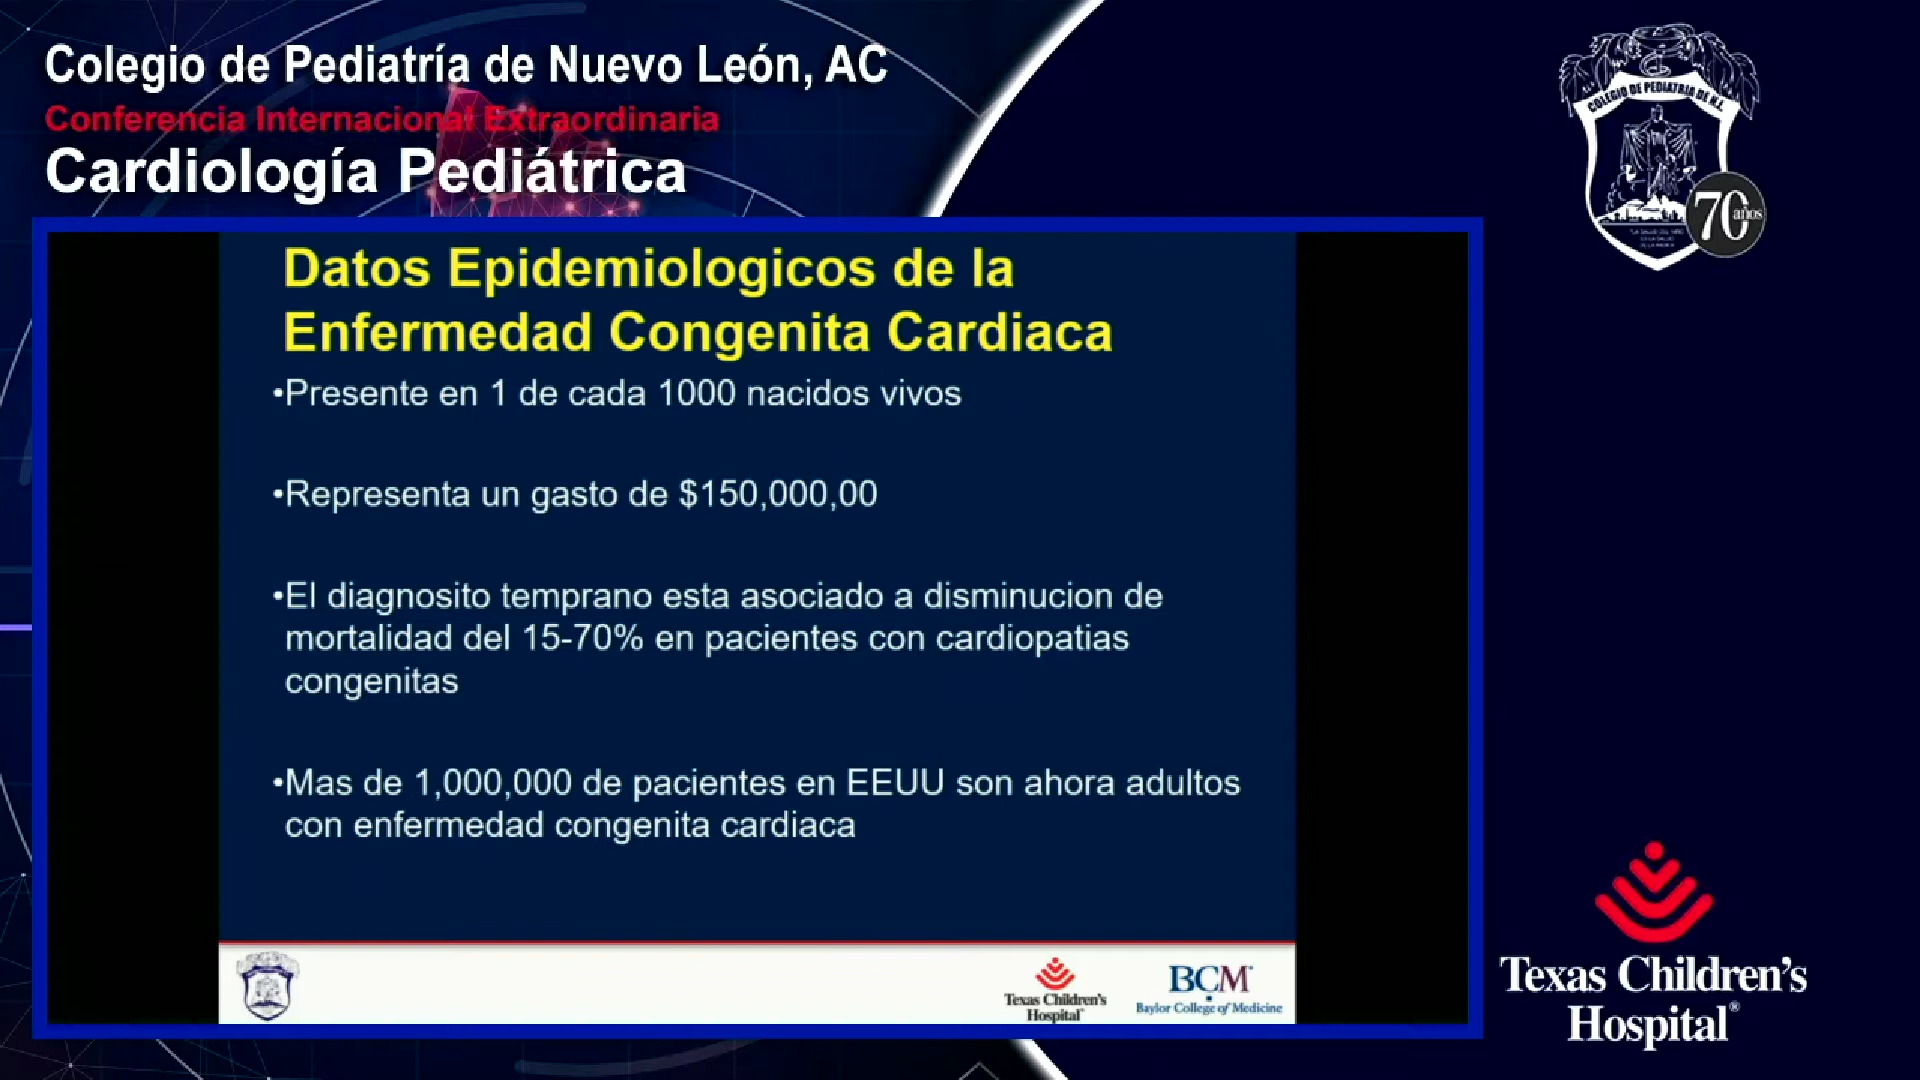 Colegio de Pediatría de Nuevo León, AC
Conferencia Internacional Extraordinaria
Cardiología Pediátrica
COLEGIO DE PEDIATRIA DE N.L.
70 años
Datos Epidemiologicos de la
Enfermedad Congenita Cardiaca
•Presente en 1 de cada 1000 nacidos vivos
•Representa un gasto de $150,000,00
•El diagnosito temprano esta asociado a disminucion de
mortalidad del 15-70% en pacientes con cardiopatias
congenitas
•Mas de 1,000,000 de pacientes en EEUU son ahora adultos
con enfermedad congenita cardiaca
Texas Children's
Hospital
BCM
Baylor College of Medicine
Texas Children's
Hospital®